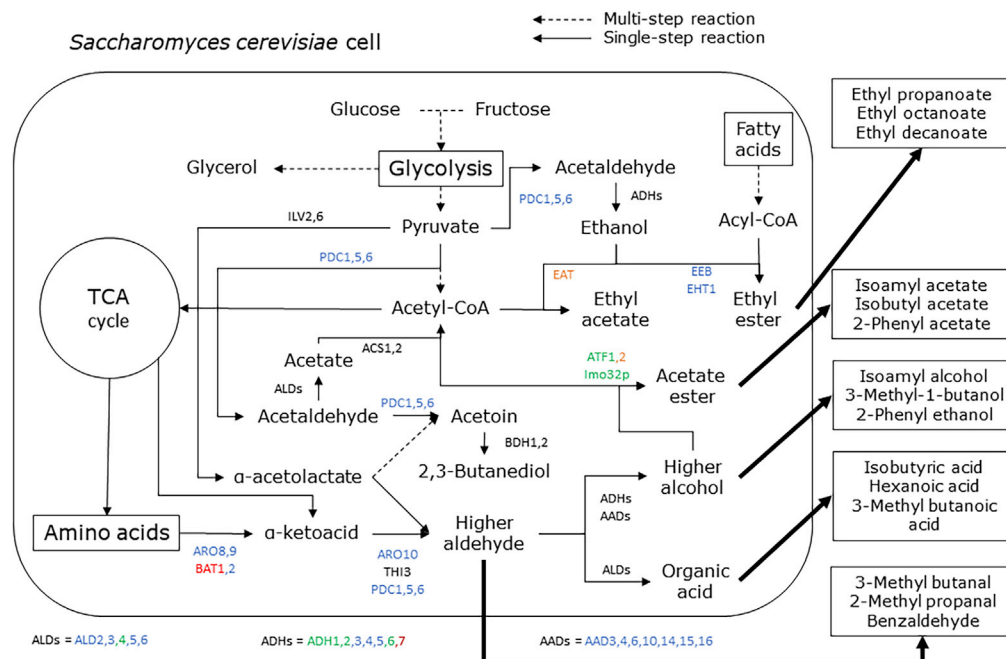 Multi-step reaction
Single-step reaction
Saccharomyces cerevisiae cell
Glucose
Fructose
Glycerol
Glycolysis
Acetaldehyde
Fatty
acids
PDC1,5,6
ADHs
ILV2,6
Pyruvate
Ethanol
Acyl-CoA
PDC1,5,6
EAT
EEB
EHT1
TCA
cycle
Acetyl-CoA
Ethyl
acetate
Ethyl
ester
ACS1,2
Acetate
ALDs
ATF1,2
Imo32p
Acetate
ester
Acetaldehyde
PDC1,5,6
Acetoin
BDH1,2
2,3-Butanediol
α-acetolactate
Higher
alcohol
ADHs
AADs
Amino acids
ARO8,9
BAT1,2
α-ketoacid
ARO10
THI3
PDC1,5,6
Higher
aldehyde
ALDs
Organic
acid
Ethyl propanoate
Ethyl octanoate
Ethyl decanoate
Isoamyl acetate
Isobutyl acetate
2-Phenyl acetate
Isoamyl alcohol
3-Methyl-1-butanol
2-Phenyl ethanol
Isobutyric acid
Hexanoic acid
3-Methyl butanoic
acid
3-Methyl butanal
2-Methyl propanal
Benzaldehyde
ALDs = ALD2,3,4,5,6
ADHs = ADH1,2,3,4,5,6,7
AADs = AAD3,4,6,10,14,15,16